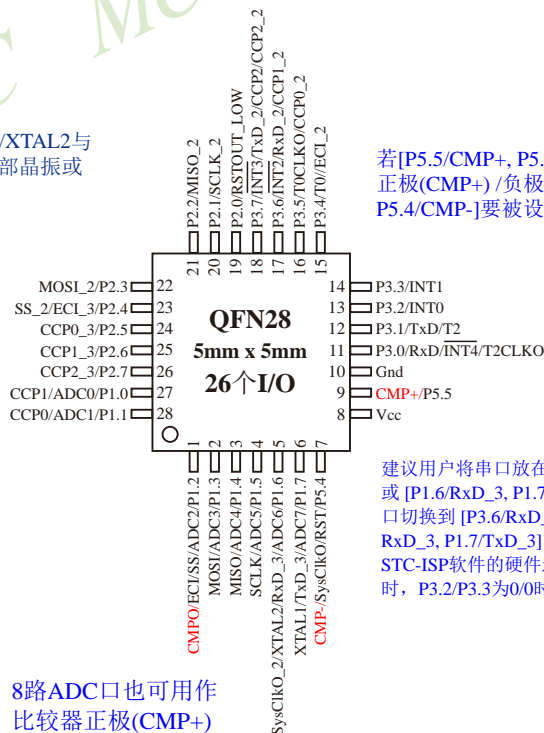 C MC
/XTAL2与
部晶振或
若[P5.5/CMP+, P5.
正极(CMP+) /负极
P5.4/CMP-]要被设
P2.2/MISO_2
P2.1/SCLK_2
P2.0/RSTOUT_LOW
P3.7/INT3/TxD_2/CCP2/CCP2_2
P3.6/INT2/RxD_2/CCP1_2
P3.5/T0CLKO/CCP0_2
P3.4/T0//ECI_2
21
20
19
18
17
16
15
MOSI_2/P2.3 22
SS_2/ECI_3/P2.4 23
CCP0_3/P2.5 24
CCP1_3/P2.6 25
CCP2_3/P2.7 26
CCP1/ADC0/P1.0 27
CCP0/ADC1/P1.1 28
QFN28
5mm x 5mm
26个I/O
14 P3.3/INT1
13 P3.2/INT0
12 P3.1/TxD/T2
11 P3.0/RxD/INT4/T2CLKO
10 Gnd
9 CMP+/P5.5
8 Vcc
1
2
3
4
5
6
7
CMPO/ECI/SS/ADC2/P1.2
MOSI/ADC3/P1.3
MISO/ADC4/P1.4
SCLK/ADC5/P1.5
SysClkO_2/XTAL2/RxD_3/ADC6/P1.6
XTAL1/TxD_3/ADC7/P1.7
CMP-/SysClkO/RST/P5.4
建议用户将串口放在
或 [P1.6/RxD_3, P1.7
口切换到 [P3.6/RxD_
RxD_3, P1.7/TxD_3]
STC-ISP软件的硬件
时，P3.2/P3.3为0/0时
8路ADC口也可用作
比较器正极(CMP+)